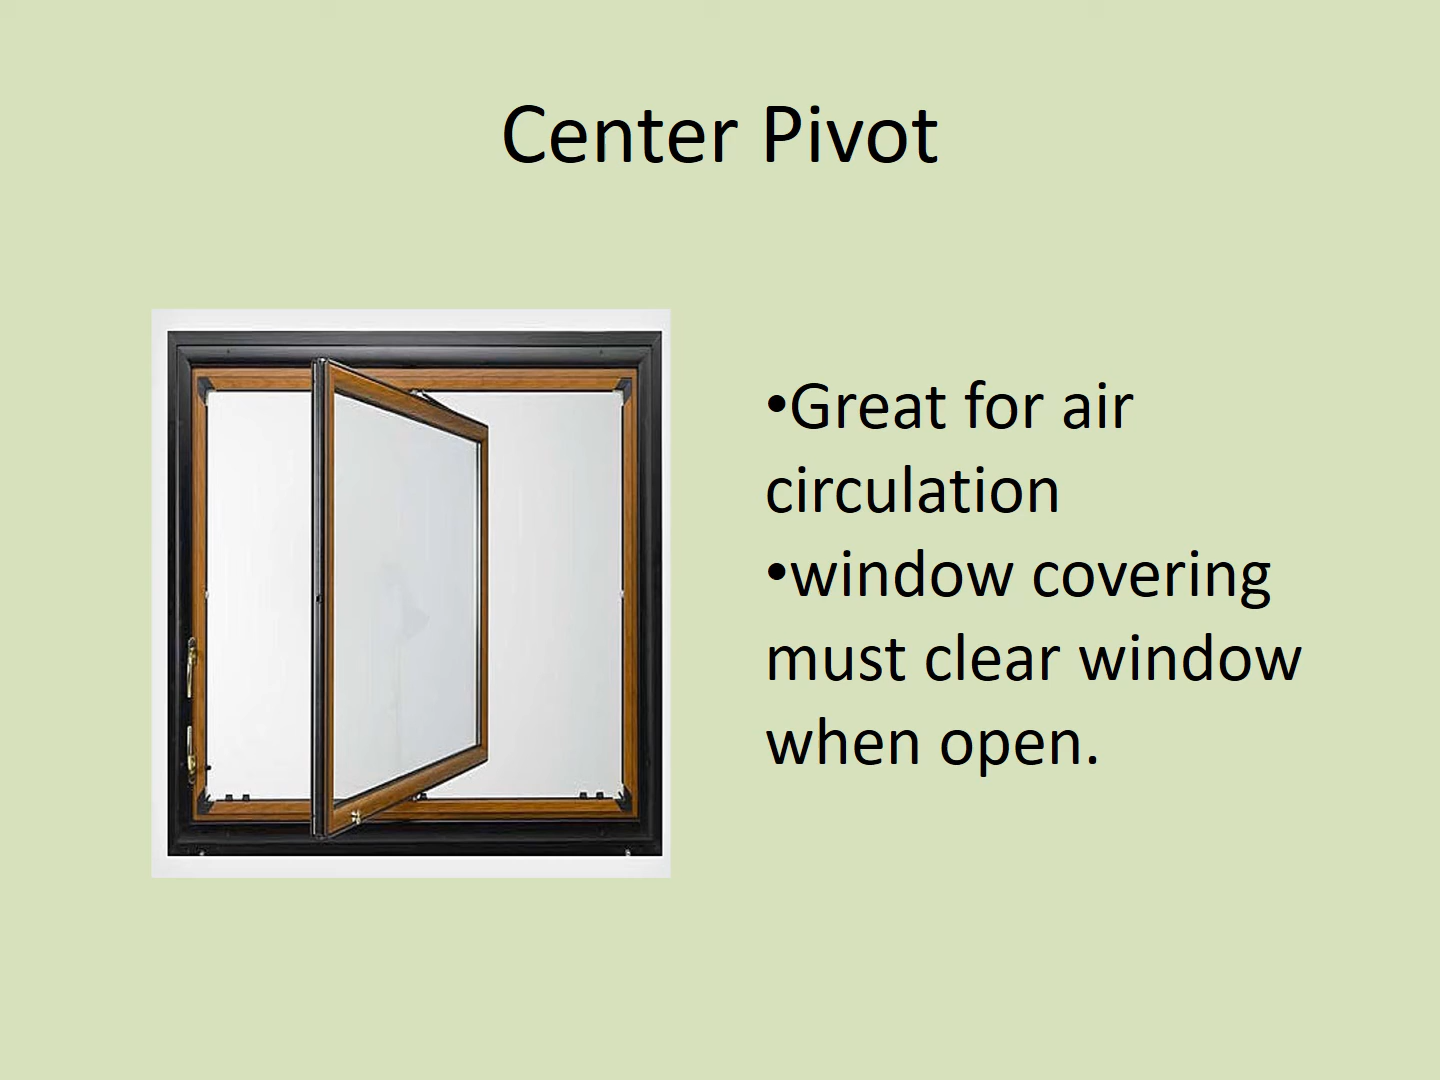 Center Pivot
•Great for air
circulation
•window covering
must clear window
when open.